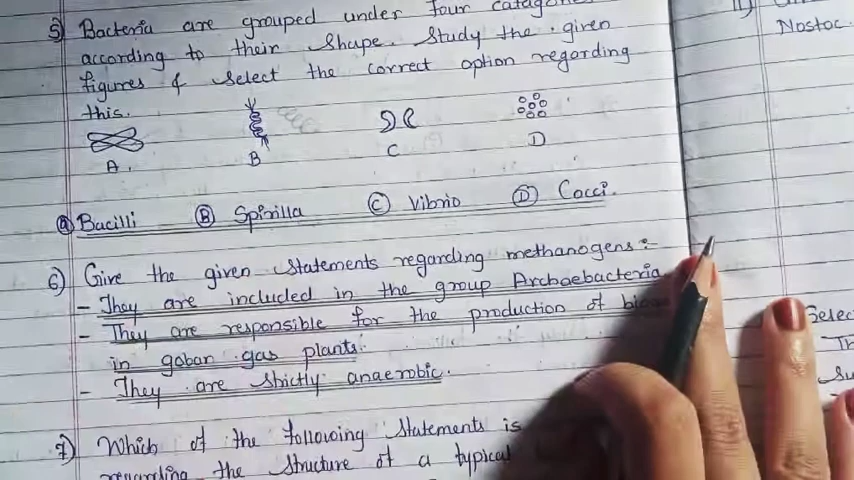 5) Bacteria are grouped under four
according to their shape. Study the given
figures & select the correct option regarding
this.
A. B C D
(a) Bacilli (B) Spirilla (C) Vibrio (D) Cocci.
6) Give the given statements regarding methanogens:-
- They are included in the group Archaebacteria
- They are responsible for the production of
in goban gas plants.
- They are strictly anaerobic.
7) Which of the following statements is
regarding the structure of a typical
11)
Nostoc.